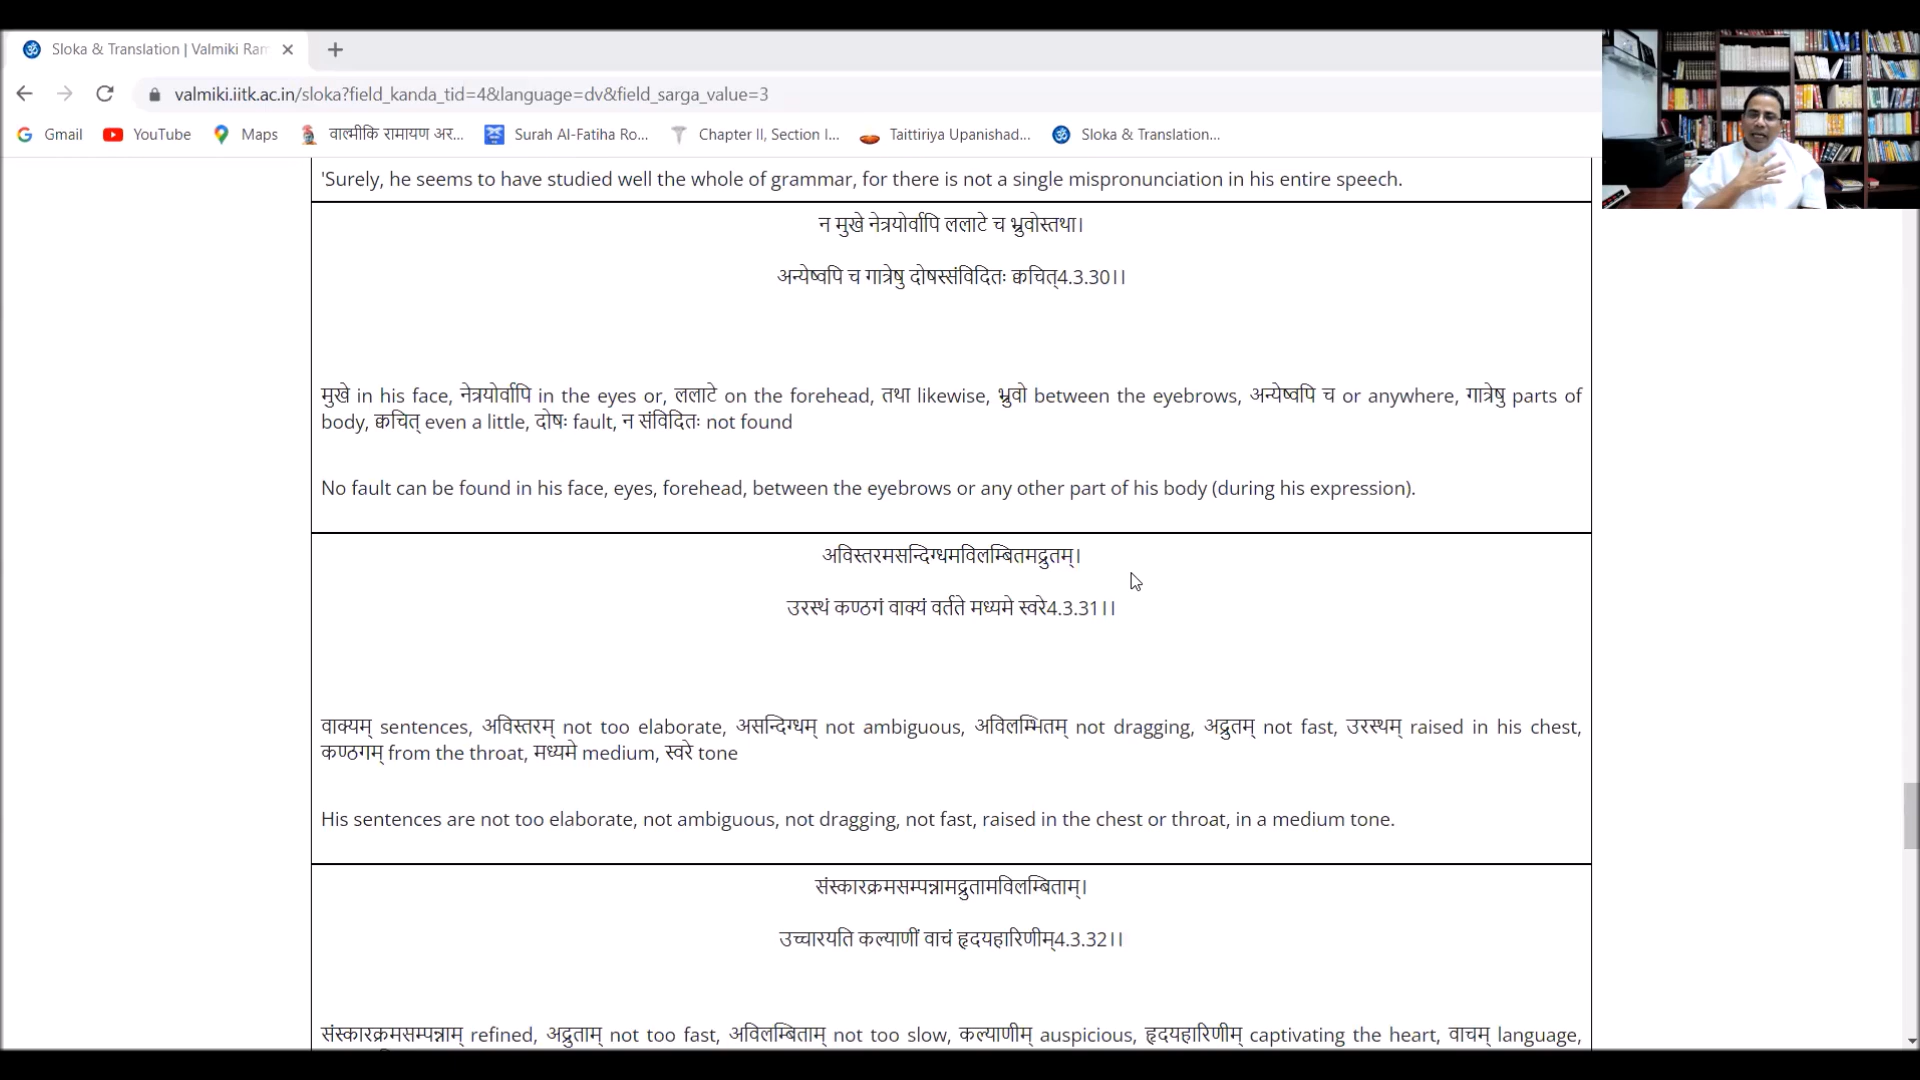 Sloka & Translation | Valmiki Ram
valmiki.iitk.ac.in/sloka?field_kanda_tid=4&language=dv&field_sarga_value=3
Gmail YouTube Maps वाल्मीकि रामायण अर... Surah Al-Fatiha Ro... Chapter II, Section I... Taittiriya Upanishad... Sloka & Translation...
'Surely, he seems to have studied well the whole of grammar, for there is not a single mispronunciation in his entire speech.
न मुखे नेत्रयोर्वापि ललाटे च भ्रुवोस्तथा।
अन्येष्वपि च गात्रेषु दोषस्संविदितः क्वचित्4.3.30।।
मुखे in his face, नेत्रयोर्वापि in the eyes or, ललाटे on the forehead, तथा likewise, भ्रुवो between the eyebrows, अन्येष्वपि च or anywhere, गात्रेषु parts of
body, क्वचित् even a little, दोषः fault, न संविदितः not found
No fault can be found in his face, eyes, forehead, between the eyebrows or any other part of his body (during his expression).
अविस्तरमसन्दिग्धमविलम्बितमद्रुतम्।
उरस्थं कण्ठगं वाक्यं वर्तते मध्यमे स्वरे4.3.31।।
वाक्यम् sentences, अविस्तरम् not too elaborate, असन्दिग्धम् not ambiguous, अविलम्भितम् not dragging, अद्रुतम् not fast, उरस्थम् raised in his chest,
कण्ठगम् from the throat, मध्यमे medium, स्वरे tone
His sentences are not too elaborate, not ambiguous, not dragging, not fast, raised in the chest or throat, in a medium tone.
संस्कारक्रमसम्पन्नामद्रुतामविलम्बिताम्।
उच्चारयति कल्याणीं वाचं हृदयहारिणीम्4.3.32।।
संस्कारक्रमसम्पन्नाम् refined, अद्रुताम् not too fast, अविलम्बिताम् not too slow, कल्याणीम् auspicious, हृदयहारिणीम् captivating the heart, वाचम् language,